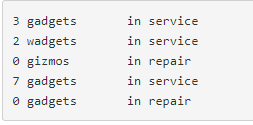 3 gadgets       in service
2 wadgets       in service
0 gizmos        in repair
7 gadgets       in service
0 gadgets       in repair